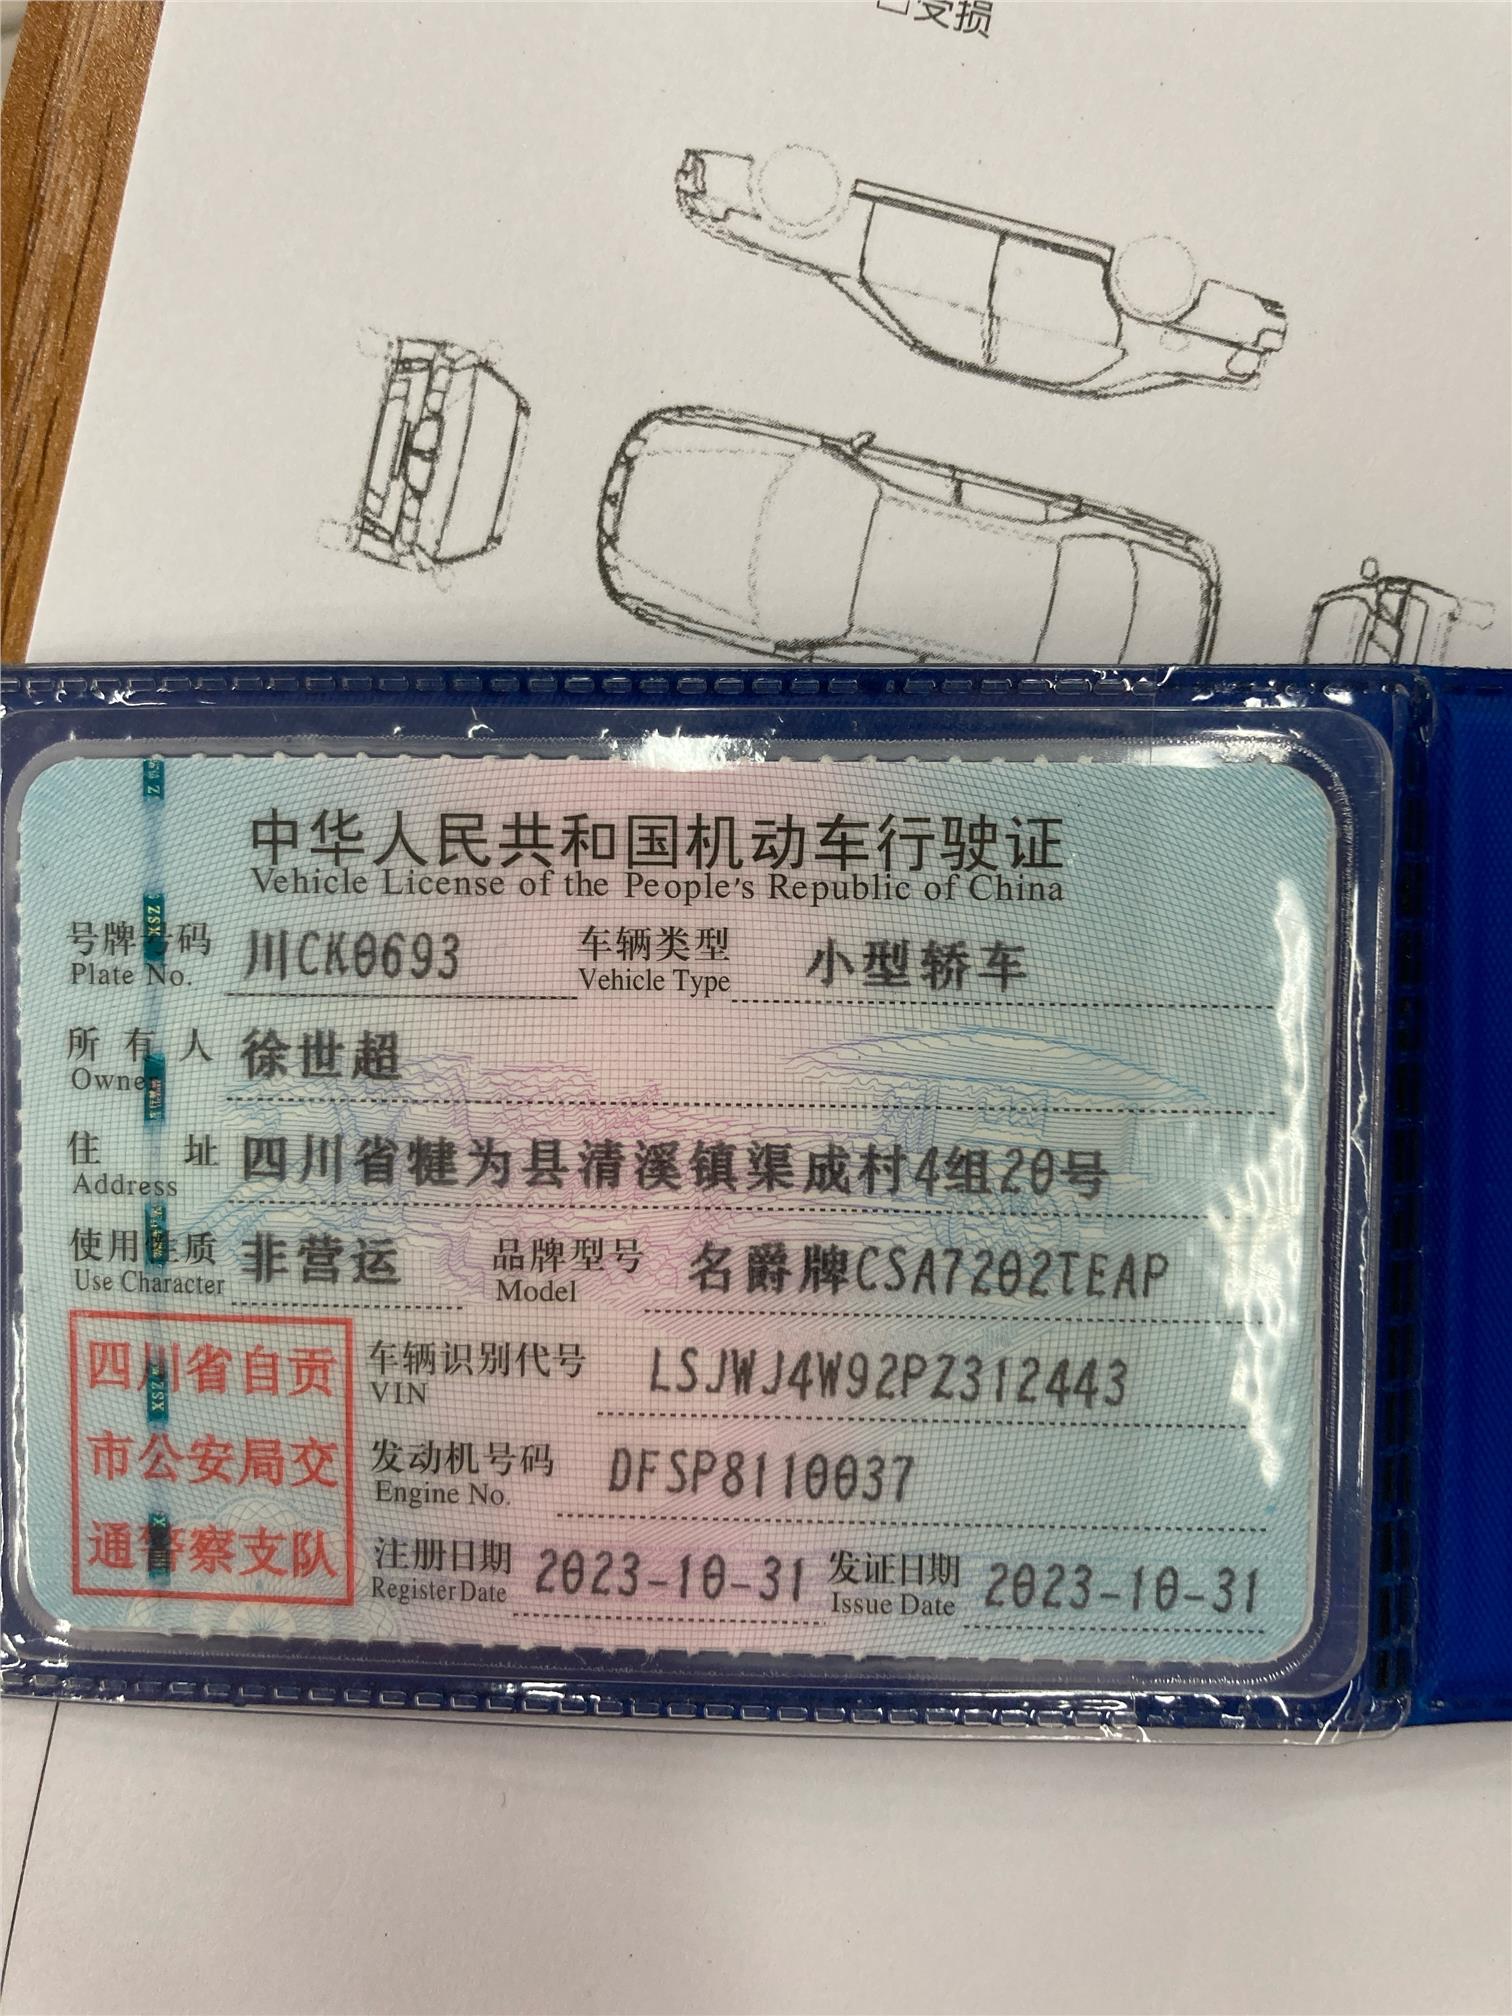 □受损
中华人民共和国机动车行驶证
Vehicle License of the People's Republic of China
号牌号码 川CK0693 车辆类型 小型轿车
Plate No. Vehicle Type
所有人 徐世超
Owner
住址 四川省犍为县清溪镇渠成村4组20号
Address
使用性质 非营运 品牌型号 名爵牌CSA7202TEAP
Use Character Model
四川省自贡
市公安局交
通警察支队
车辆识别代号 LSJWJ4W92PZ312443
VIN
发动机号码 DFSP8110037
Engine No.
注册日期 2023-10-31 发证日期 2023-10-31
Register Date Issue Date